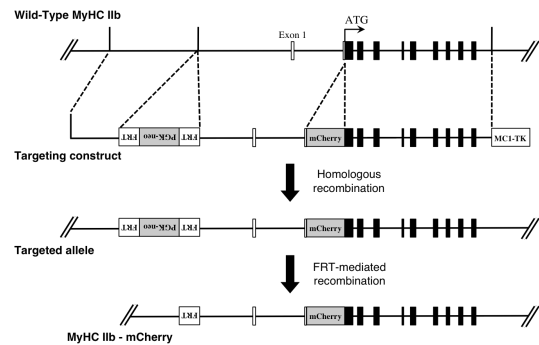 Wild-Type MyHC IIb
ATG
Exon 1
FRT PGK-neo FRT mCherry MC1-TK
Targeting construct
Homologous
recombination
FRT PGK-neo FRT mCherry
Targeted allele
FRT-mediated
recombination
FRT mCherry
MyHC IIb - mCherry